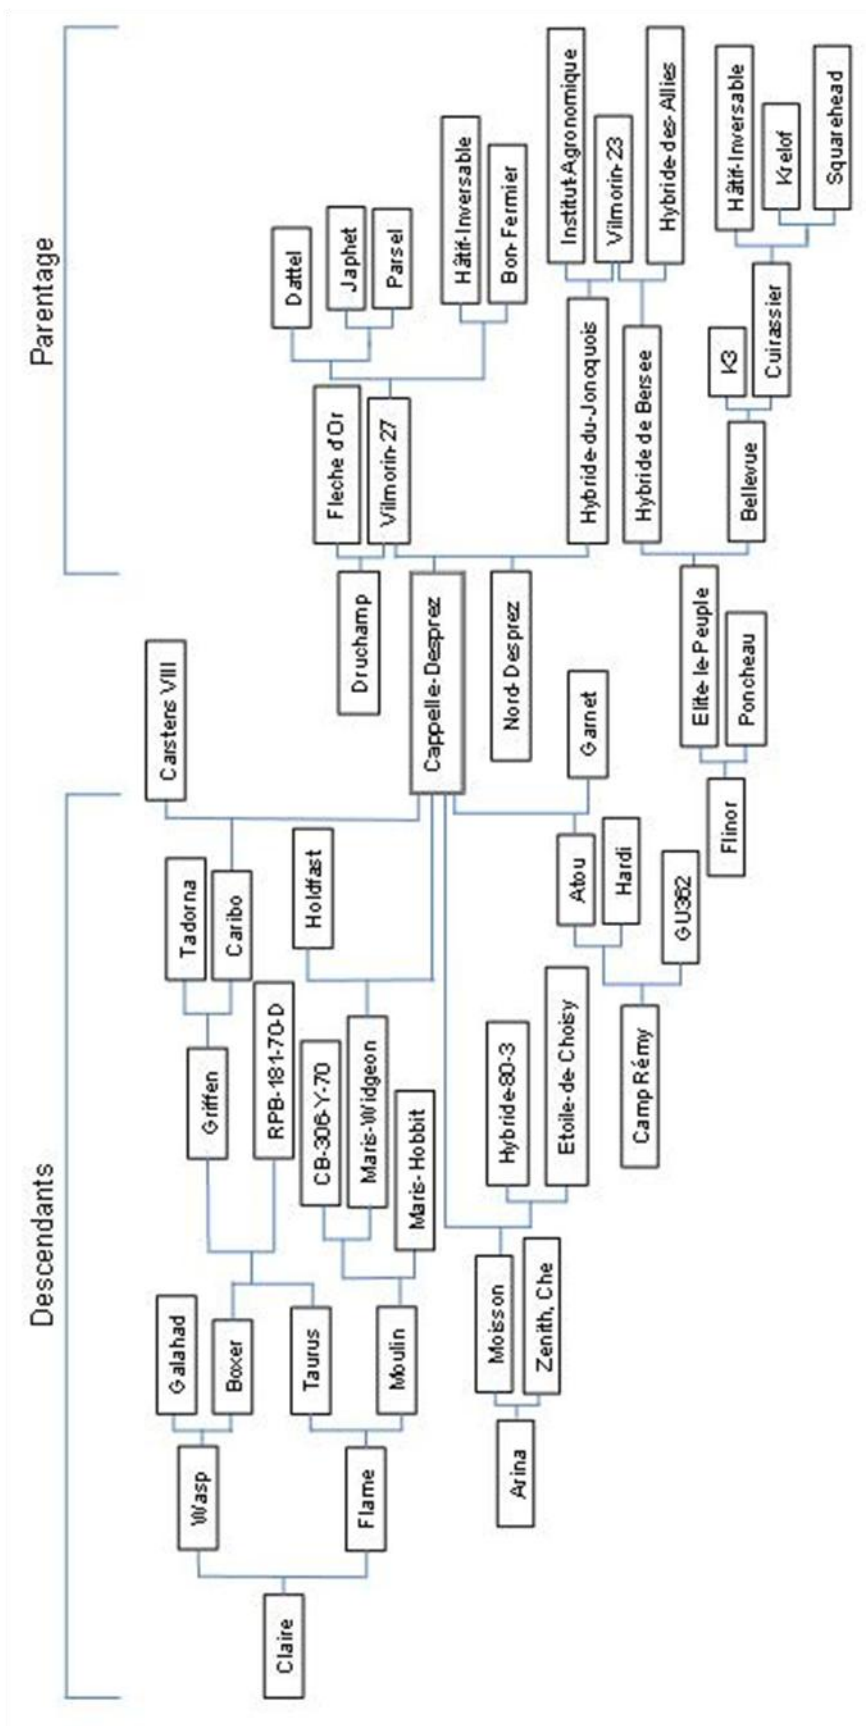 Descendants
Parentage
Claire
Wasp
Flame
Galahad
Boxer
Taurus
Moulin
Griffen
RPB-181-70-D
CB-306-Y-70
Maris-Widgeon
Maris-Hobbit
Tadorna
Caribo
Holdfast
Carstens VIII
Arina
Moisson
Zenith, Che
Hybride-80-3
Etoile-de-Choisy
Camp Rémy
Atou
Hardi
GU362
Garnet
Flinor
Elite-le-Peuple
Poncheau
Druchamp
Cappelle-Desprez
Nord-Desprez
Fleche d'Or
Vilmorin-27
Hybride-du-Jonoquois
Hybride de Bersee
Bellevue
Dattel
Japhet
Parsel
Hâtif-Inversable
Bon-Fermier
Institut-Agronomique
Vilmorin-23
Hybride-des-Allies
K3
Cuirassier
Hâtif-Inversable
Krelof
Squarehead